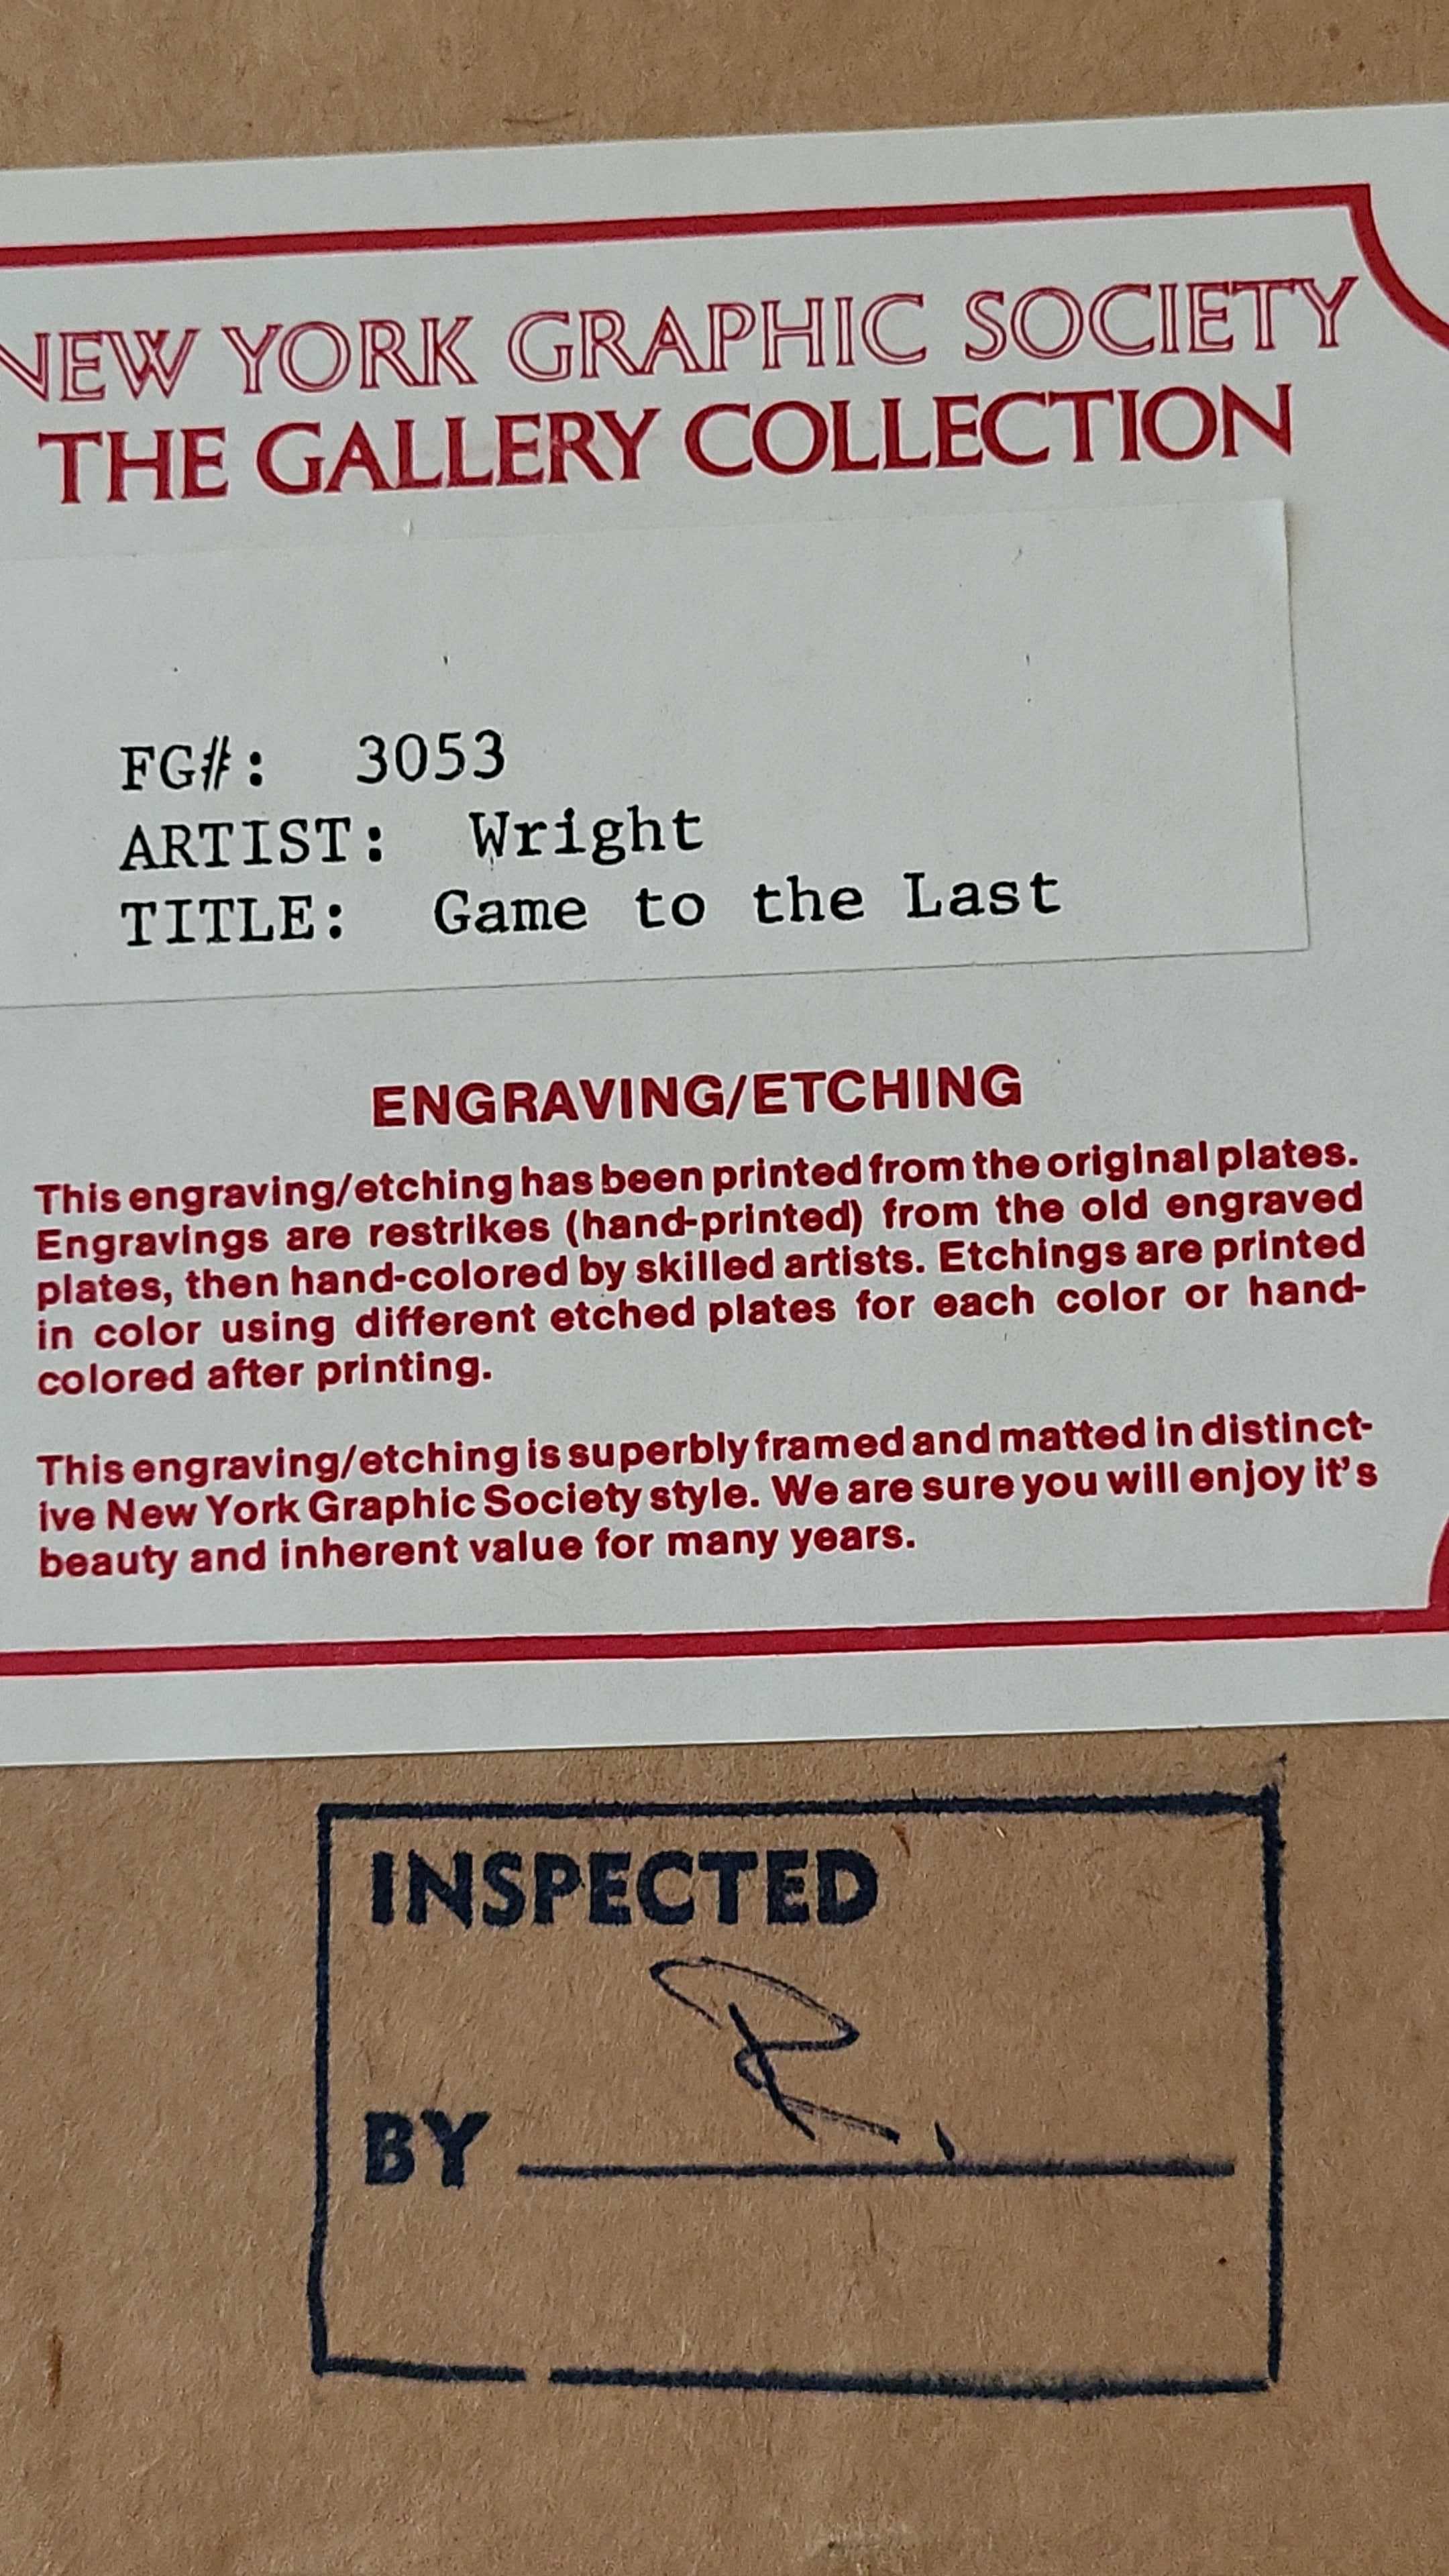 NEW YORK GRAPHIC SOCIETY
THE GALLERY COLLECTION
FG#: 3053
ARTIST: Wright
TITLE: Game to the Last
ENGRAVING/ETCHING
This engraving/etching has been printed from the original plates.
Engravings are restrikes (hand-printed) from the old engraved
plates, then hand-colored by skilled artists. Etchings are printed
in color using different etched plates for each color or hand-
colored after printing.
This engraving/etching is superbly framed and matted in distinct-
ive New York Graphic Society style. We are sure you will enjoy it's
beauty and inherent value for many years.
INSPECTED
BY R.